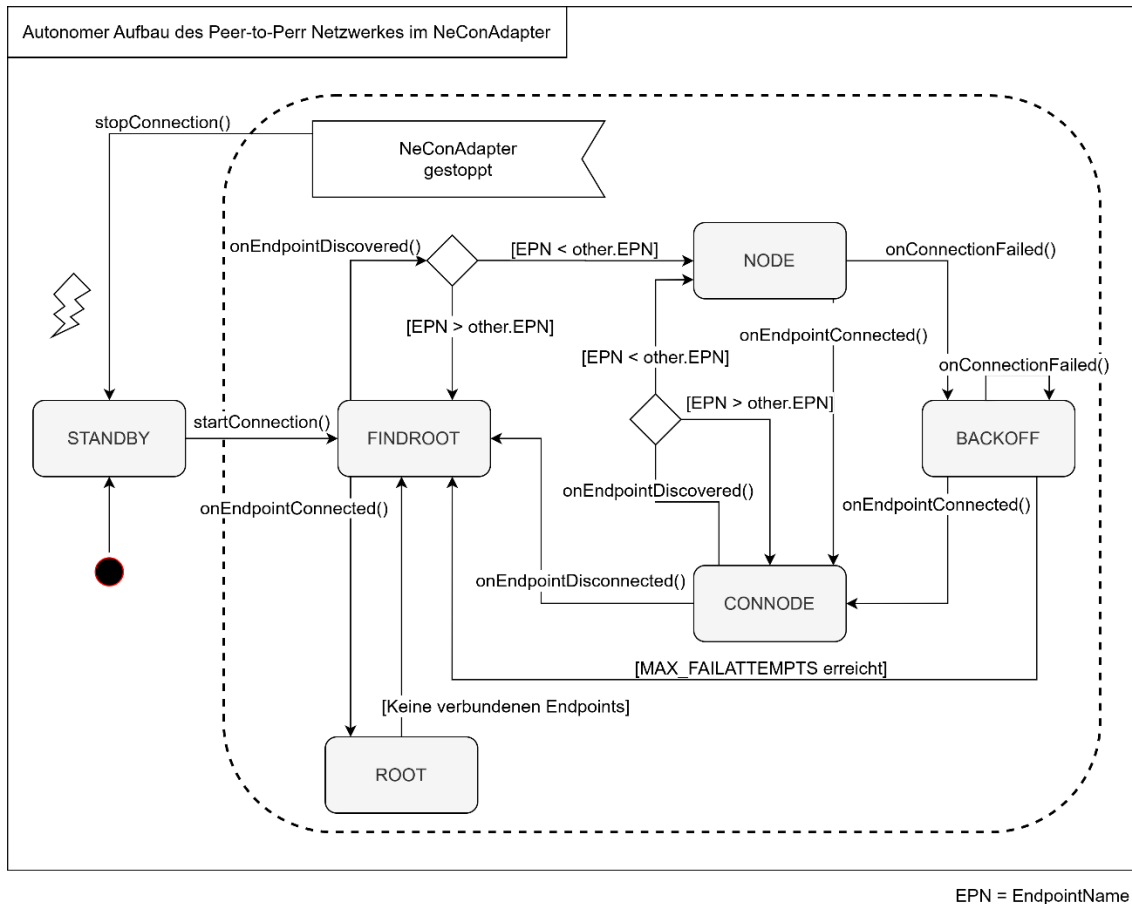 Autonomer Aufbau des Peer-to-Perr Netzwerkes im NeConAdapter
stopConnection()
NeConAdapter
gestoppt
onEndpointDiscovered()
[EPN < other.EPN]
NODE
onConnectionFailed()
[EPN > other.EPN]
onEndpointConnected()
[EPN < other.EPN]
onConnectionFailed()
[EPN > other.EPN]
STANDBY
startConnection()
FINDROOT
BACKOFF
onEndpointDiscovered()
onEndpointConnected()
onEndpointConnected()
onEndpointDisconnected()
CONNODE
[MAX_FAILATTEMPTS erreicht]
[Keine verbundenen Endpoints]
ROOT
EPN = EndpointName